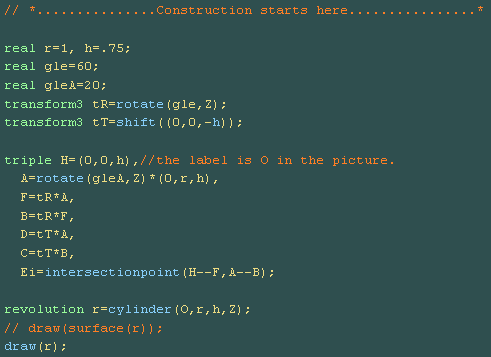 // *...............Construction starts here................*
real r=1, h=.75;
real gle=60;
real gleA=20;
transform3 tR=rotate(gle,Z);
transform3 tT=shift((0,0,-h));
triple H=(0,0,h),//the label is O in the picture.
A=rotate(gleA,Z)*(0,r,h),
F=tR*A,
B=tR*F,
D=tT*A,
C=tT*B,
Ei=intersectionpoint(H--F,A--B);
revolution r=cylinder(O,r,h,Z);
// draw(surface(r));
draw(r);